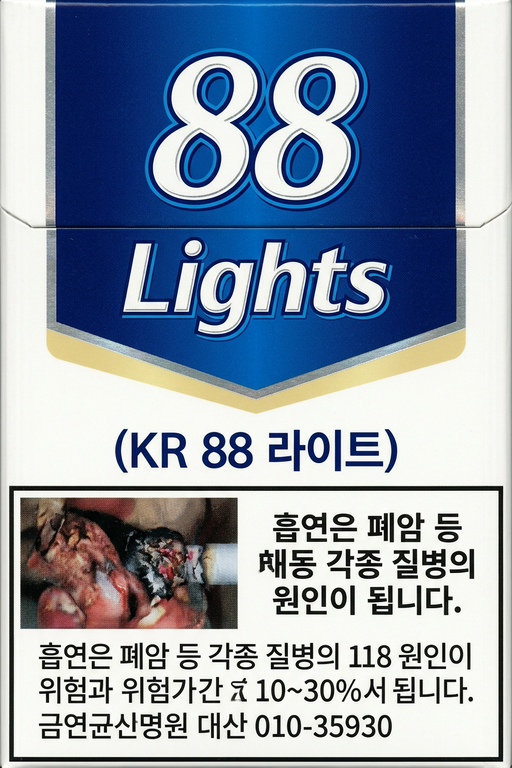 88
Lights
(KR 88 라이트)
흡연은 폐암 등
각종 질병의
원인이 됩니다.
흡연은 폐암 등 각종 질병의 118 원인이
위험과 위험가간 10~30%서 됩니다.
금연균산명원 대산 010-35930